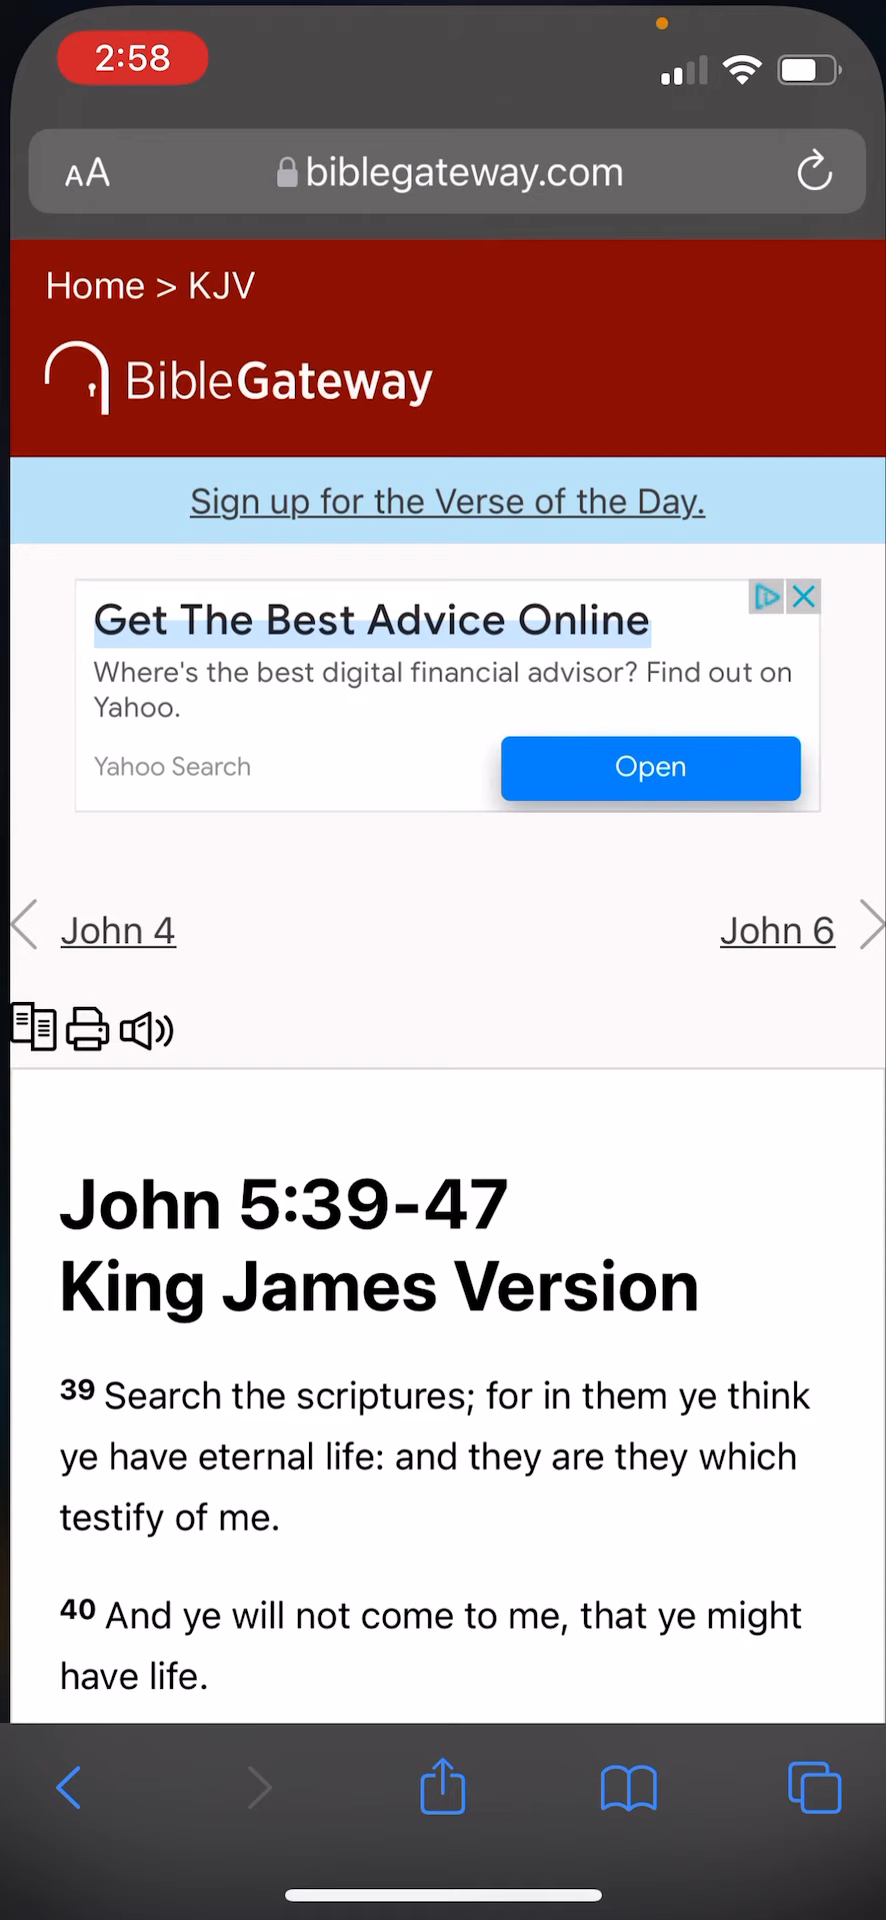 2:58
AA biblegateway.com
Home > KJV
BibleGateway
Sign up for the Verse of the Day.
Get The Best Advice Online
Where's the best digital financial advisor? Find out on
Yahoo.
Yahoo Search
Open
John 4
John 6
John 5:39-47
King James Version
39 Search the scriptures; for in them ye think
ye have eternal life: and they are they which
testify of me.
40 And ye will not come to me, that ye might
have life.